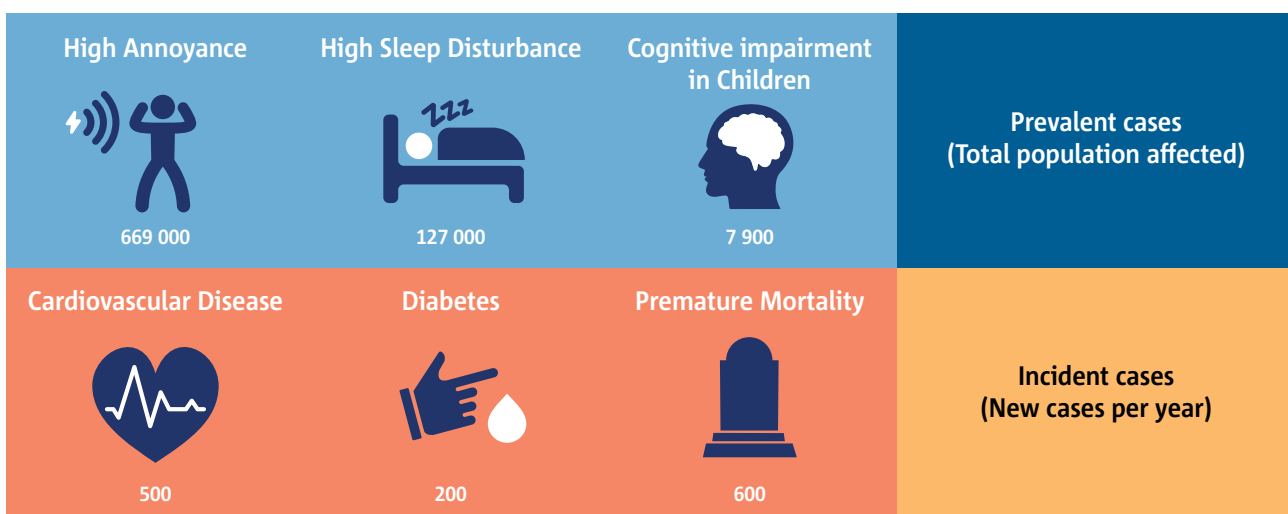 High Annoyance
High Sleep Disturbance
Cognitive impairment
in Children
zzz
669 000
127 000
7 900
Prevalent cases
(Total population affected)
Cardiovascular Disease
Diabetes
Premature Mortality
500
200
600
Incident cases
(New cases per year)